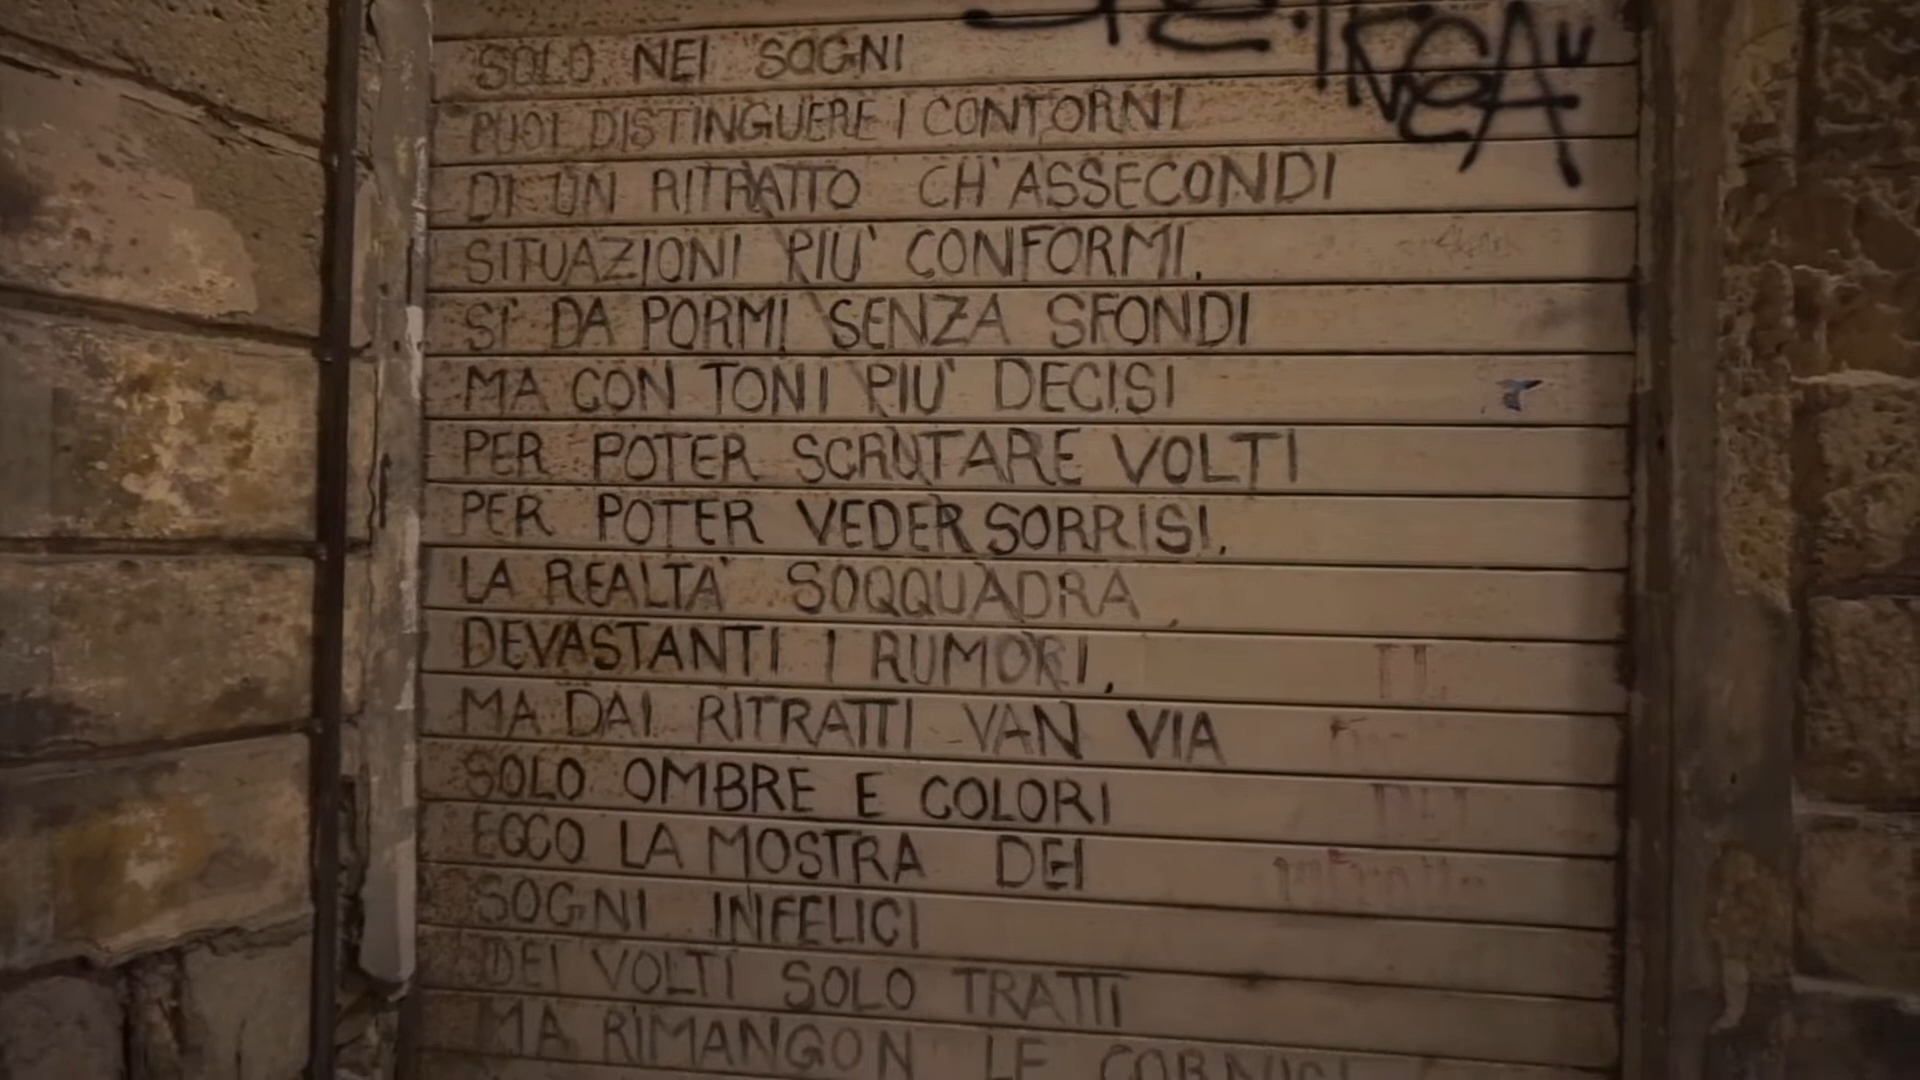 SOLO NEI SOGNI
PUOI DISTINGUERE I CONTORNI
DI UN RITRATTO CH'ASSECONDI
SITUAZIONI PIU' CONFORMI,
SI DA PORMI SENZA SFONDI
MA CON TONI PIU' DECISI
PER POTER SCRUTARE VOLTI
PER POTER VEDER SORRISI,
LA REALTA' SOQQUADRA,
DEVASTANTI I RUMORI,
MA DAI RITRATTI VAN VIA
SOLO OMBRE E COLORI
ECCO LA MOSTRA DEI
SOGNI INFELICI
DEI VOLTI SOLO TRATTI
MA RIMANGON LE CORNICI